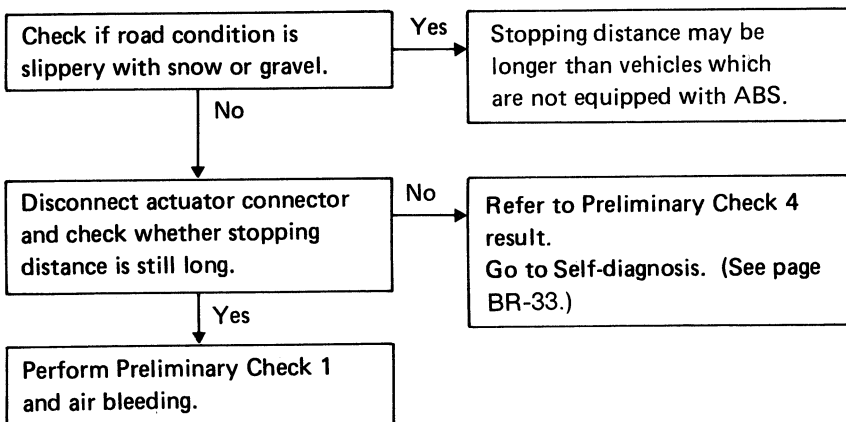 Check if road condition is
slippery with snow or gravel.
Yes
Stopping distance may be
longer than vehicles which
are not equipped with ABS.
No
Disconnect actuator connector
and check whether stopping
distance is still long.
No
Refer to Preliminary Check 4
result.
Go to Self-diagnosis. (See page
BR-33.)
Yes
Perform Preliminary Check 1
and air bleeding.